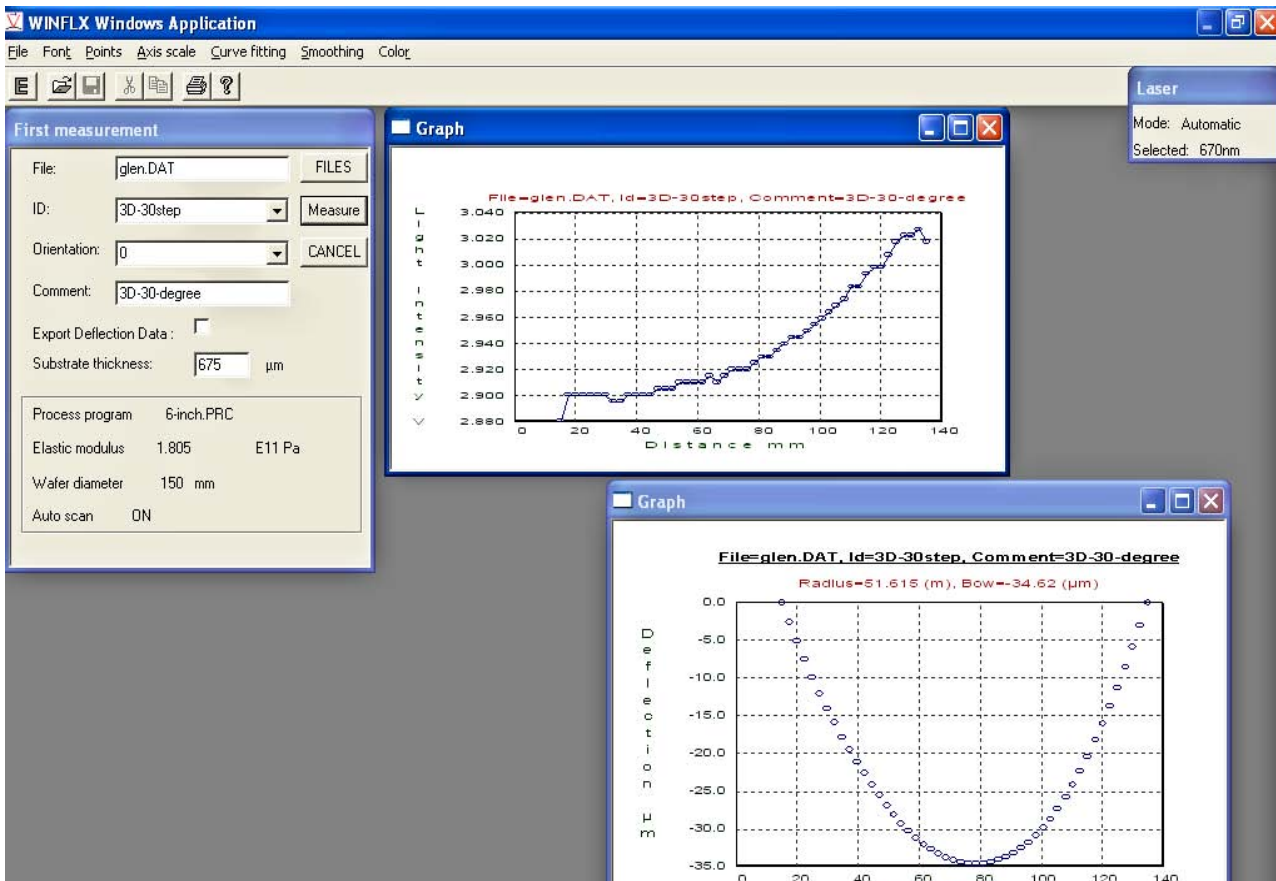 WINFLX Windows Application
File Font Points Axis scale Curve fitting Smoothing Color
E
Laser
Mode: Automatic
Selected: 670nm
First measurement
File: glen.DAT FILES
ID: 3D-30step Measure
Orientation: 0 CANCEL
Comment: 3D-30-degree
Export Deflection Data :
Substrate thickness: 675 µm
Process program 6-inch.PRC
Elastic modulus 1.805 E11 Pa
Wafer diameter 150 mm
Auto scan ON
Graph
File=glen.DAT, Id=3D-30step, Comment=3D-30-degree
Light Intensity V
3.040
3.020
3.000
2.980
2.960
2.940
2.920
2.900
2.880
0 20 40 60 80 100 120 140
Distance mm
Graph
File=glen.DAT, Id=3D-30step, Comment=3D-30-degree
Radius=51.615 (m), Bow=-34.62 (µm)
Deflection µm
0.0
-5.0
-10.0
-15.0
-20.0
-25.0
-30.0
-35.0
0 20 40 60 80 100 120 140